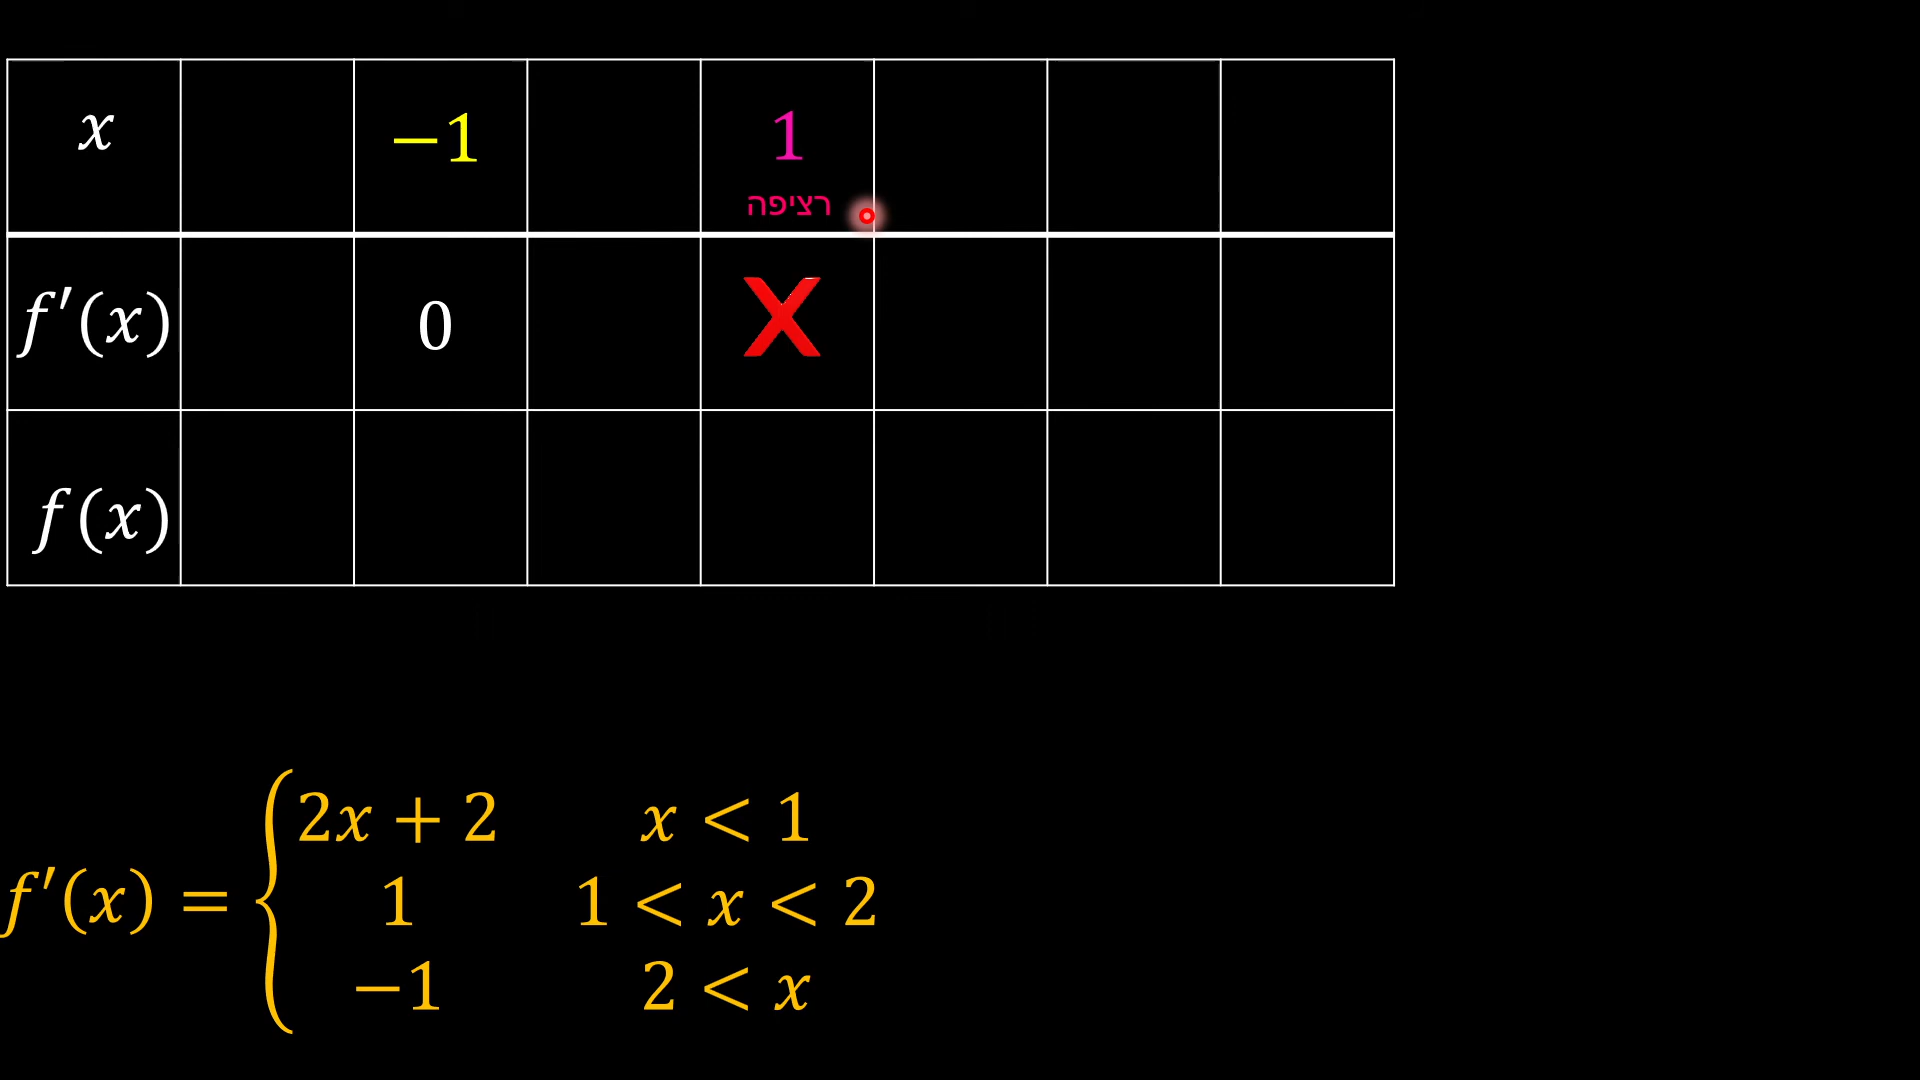 x −1 1
רציפה
f′(x) 0 X
f(x)
f′(x) = { 2x + 2 x < 1
1 1 < x < 2
−1 2 < x